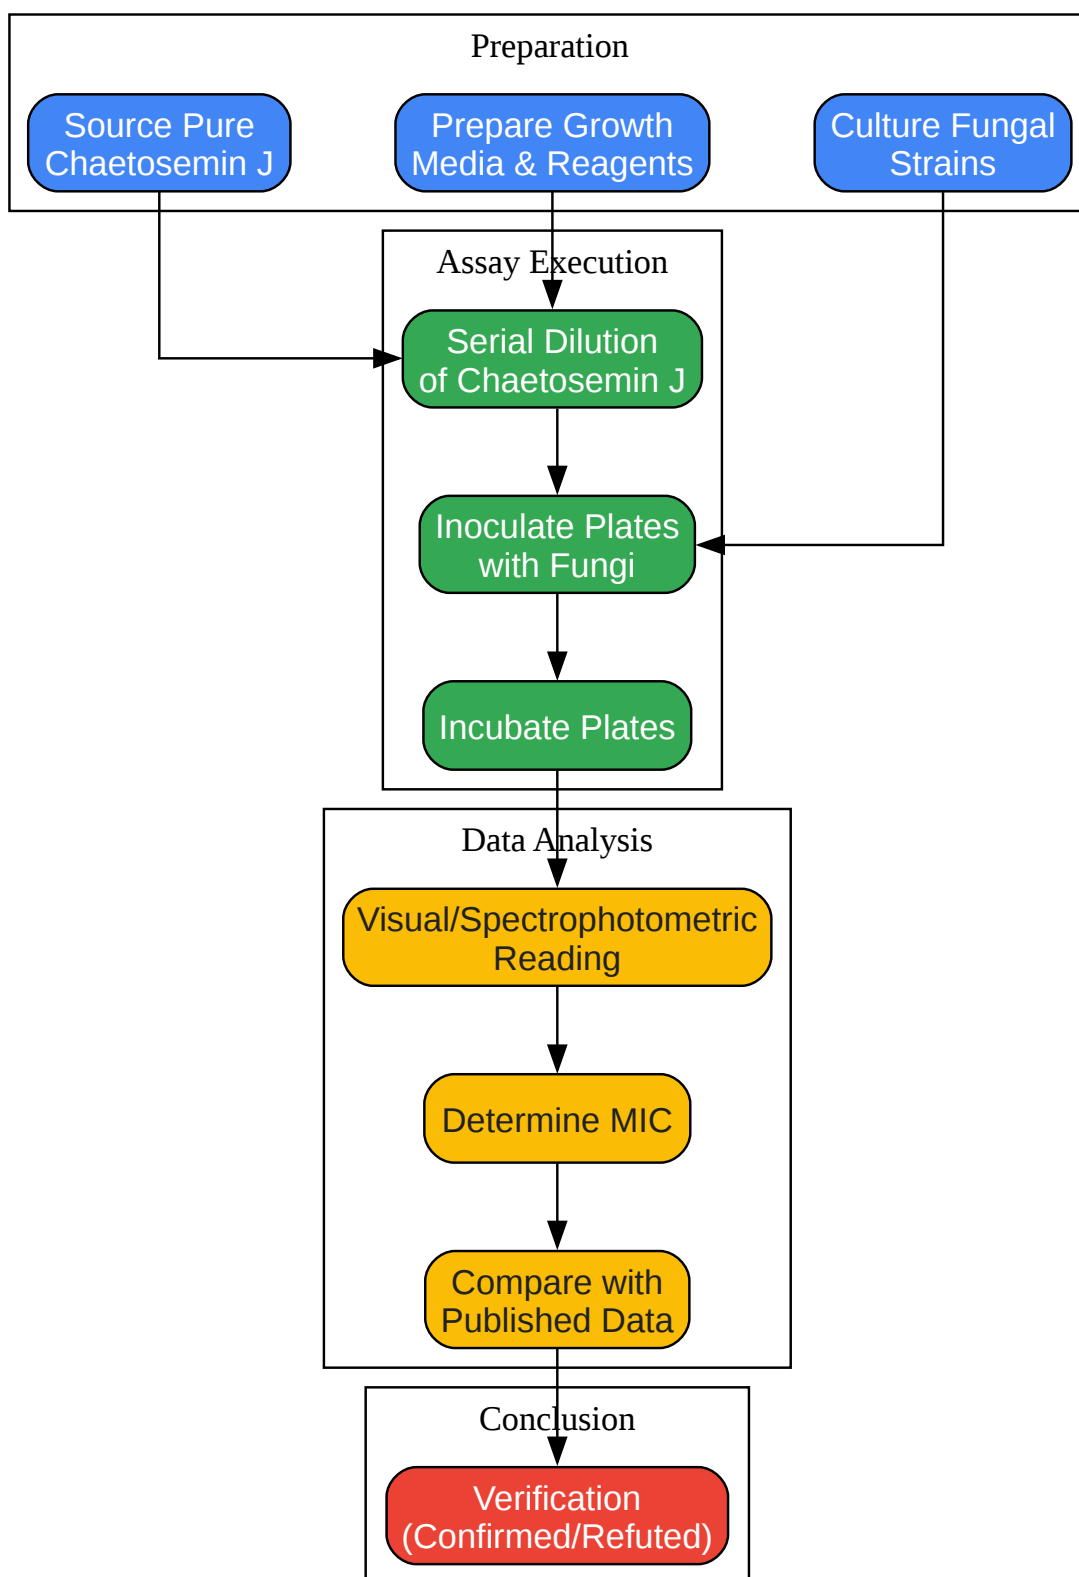 Preparation
Source Pure
Chaetosemin J
Prepare Growth
Media & Reagents
Culture Fungal
Strains
Assay Execution
Serial Dilution
of Chaetosemin J
Inoculate Plates
with Fungi
Incubate Plates
Data Analysis
Visual/Spectrophotometric
Reading
Determine MIC
Compare with
Published Data
Conclusion
Verification
(Confirmed/Refuted)